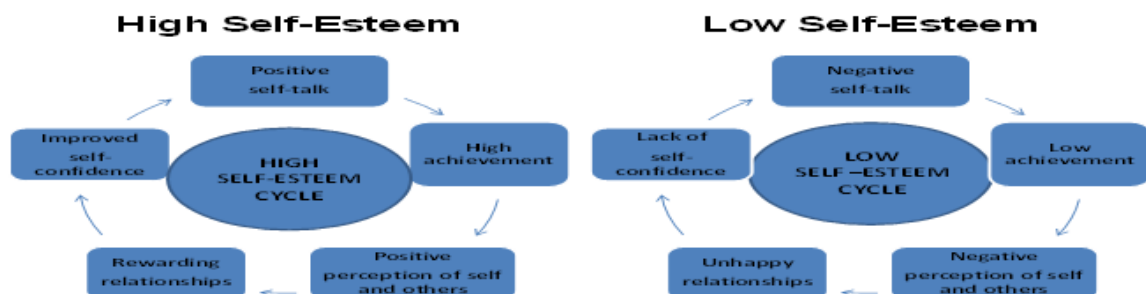 High Self-Esteem
Positive
self-talk
High
achievement
Positive
perception of self
and others
Rewarding
relationships
Improved
self-
confidence
HIGH
SELF-ESTEEM
CYCLE
Low Self-Esteem
Negative
self-talk
Low
achievement
Negative
perception of self
and others
Unhappy
relationships
Lack of
self-
confidence
LOW
SELF –ESTEEM
CYCLE